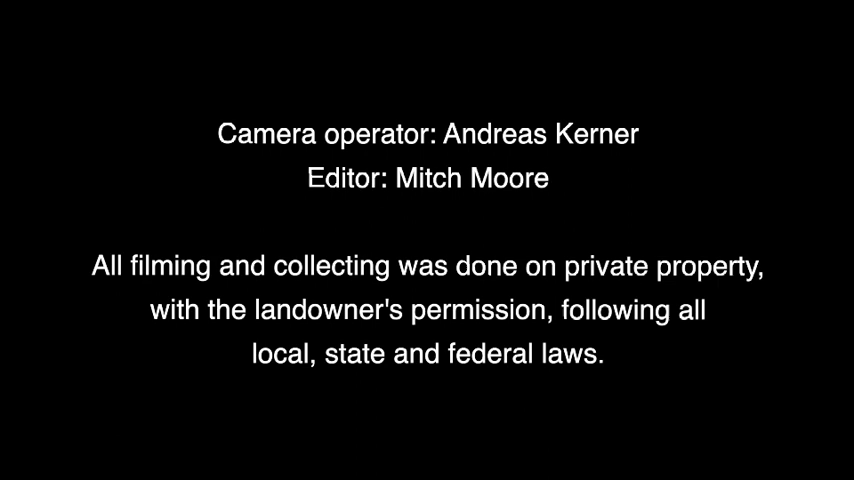 Camera operator: Andreas Kerner
Editor: Mitch Moore
All filming and collecting was done on private property,
with the landowner's permission, following all
local, state and federal laws.